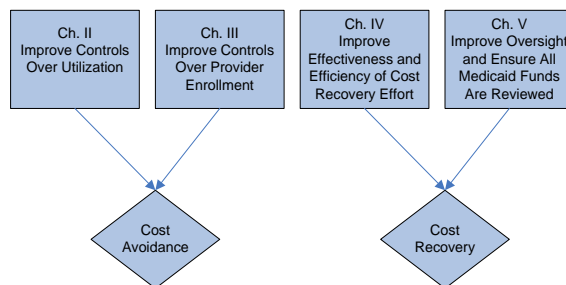 Ch. II
Improve Controls
Over Utilization
Ch. III
Improve Controls
Over Provider
Enrollment
Ch. IV
Improve
Effectiveness and
Efficiency of Cost
Recovery Effort
Ch. V
Improve Oversight
and Ensure All
Medicaid Funds
Are Reviewed
Cost
Avoidance
Cost
Recovery